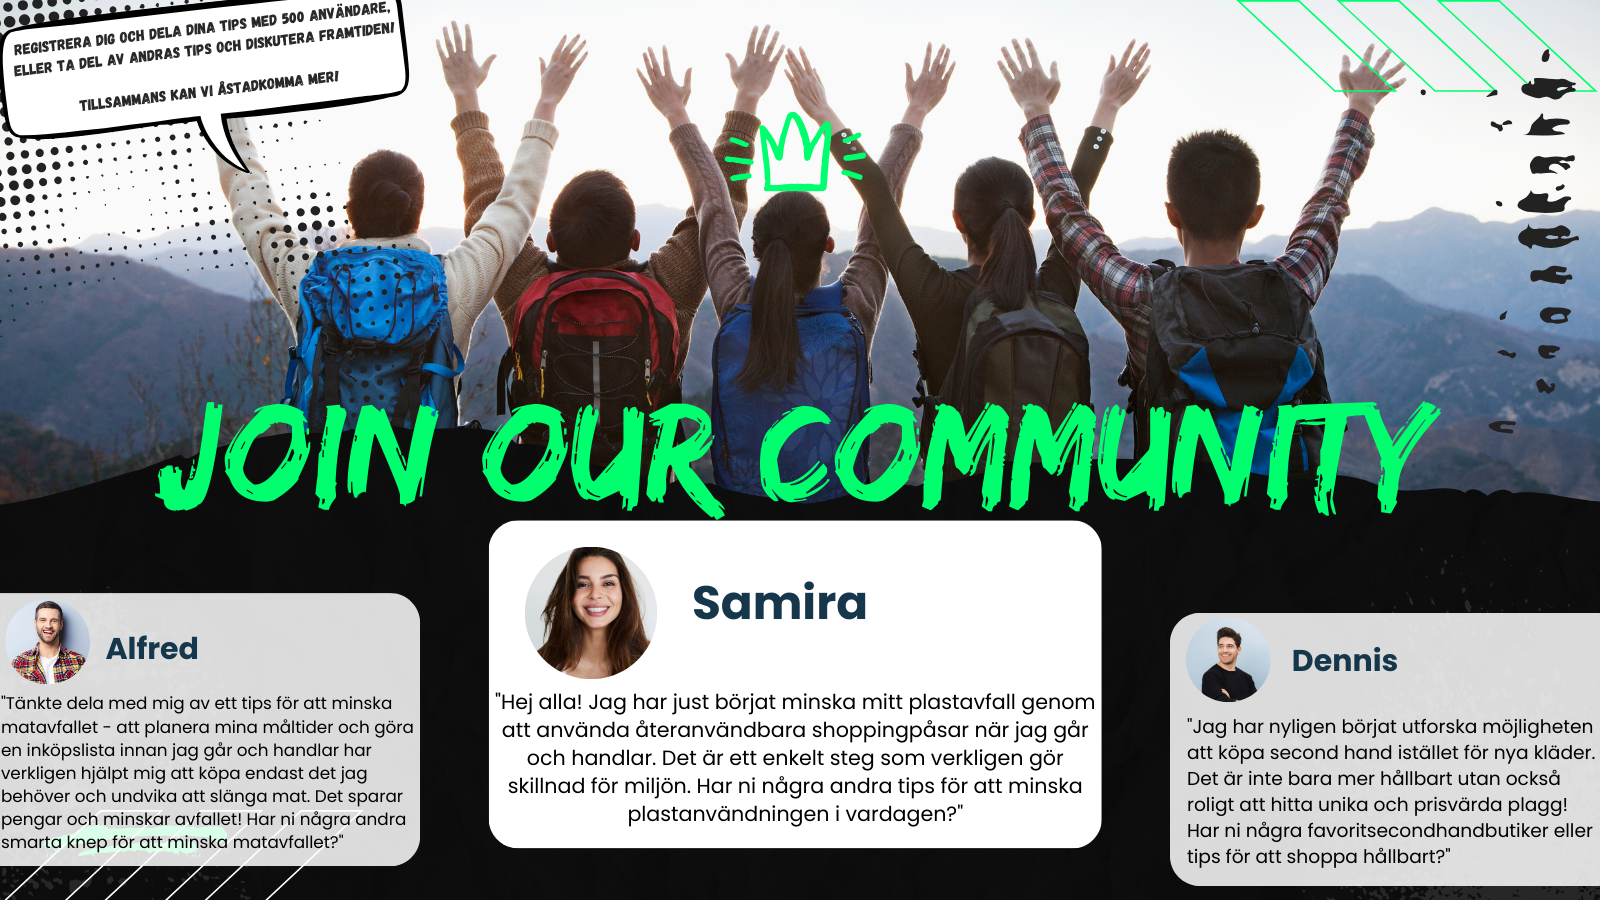 REGISTRERA DIG OCH DELA DINA TIPS MED 500 ANVÄNDARE,
ELLER TA DEL AV ANDRAS TIPS OCH DISKUTERA FRAMTIDEN!
TILLSAMMANS KAN VI ÅSTADKOMMA MER!
JOIN OUR COMMUNITY
Alfred
"Tänkte dela med mig av ett tips för att minska
matavfallet - att planera mina måltider och göra
en inköpslista innan jag går och handlar har
verkligen hjälpt mig att köpa endast det jag
behöver och undvika att slänga mat. Det sparar
pengar och minskar avfallet! Har ni några andra
smarta knep för att minska matavfallet?"
Samira
"Hej alla! Jag har just börjat minska mitt plastavfall genom
att använda återanvändbara shoppingpåsar när jag går
och handlar. Det är ett enkelt steg som verkligen gör
skillnad för miljön. Har ni några andra tips för att minska
plastanvändningen i vardagen?"
Dennis
"Jag har nyligen börjat utforska möjligheten
att köpa second hand istället för nya kläder.
Det är inte bara mer hållbart utan också
roligt att hitta unika och prisvärda plagg!
Har ni några favoritsecondhandbutiker eller
tips för att shoppa hållbart?"